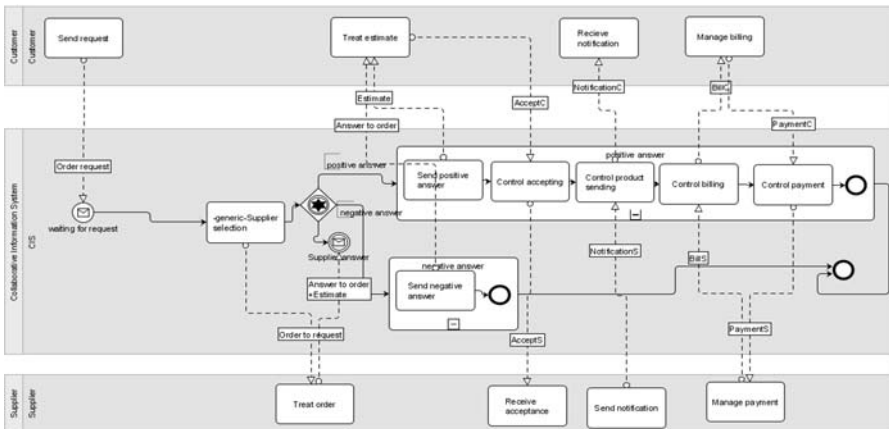 Customer
Customer
Send request
Treat estimate
Recieve
notification
Manage billing
Estimate
NotificationC
BillC
AcceptC
Answer to order
PaymentC
Collaborative Information System
CIS
Order request
positive answer
positive answer
Send positive
answer
Control accepting
Control product
sending
Control billing
Control payment
waiting for request
-generic-Supplier
selection
negative answer
Supplier answer
NotificationS
BillS
negative answer
Answer to order
+Estimate
Send negative
answer
Order to request
AcceptS
PaymentS
Supplier
Supplier
Treat order
Receive
acceptance
Send notification
Manage payment